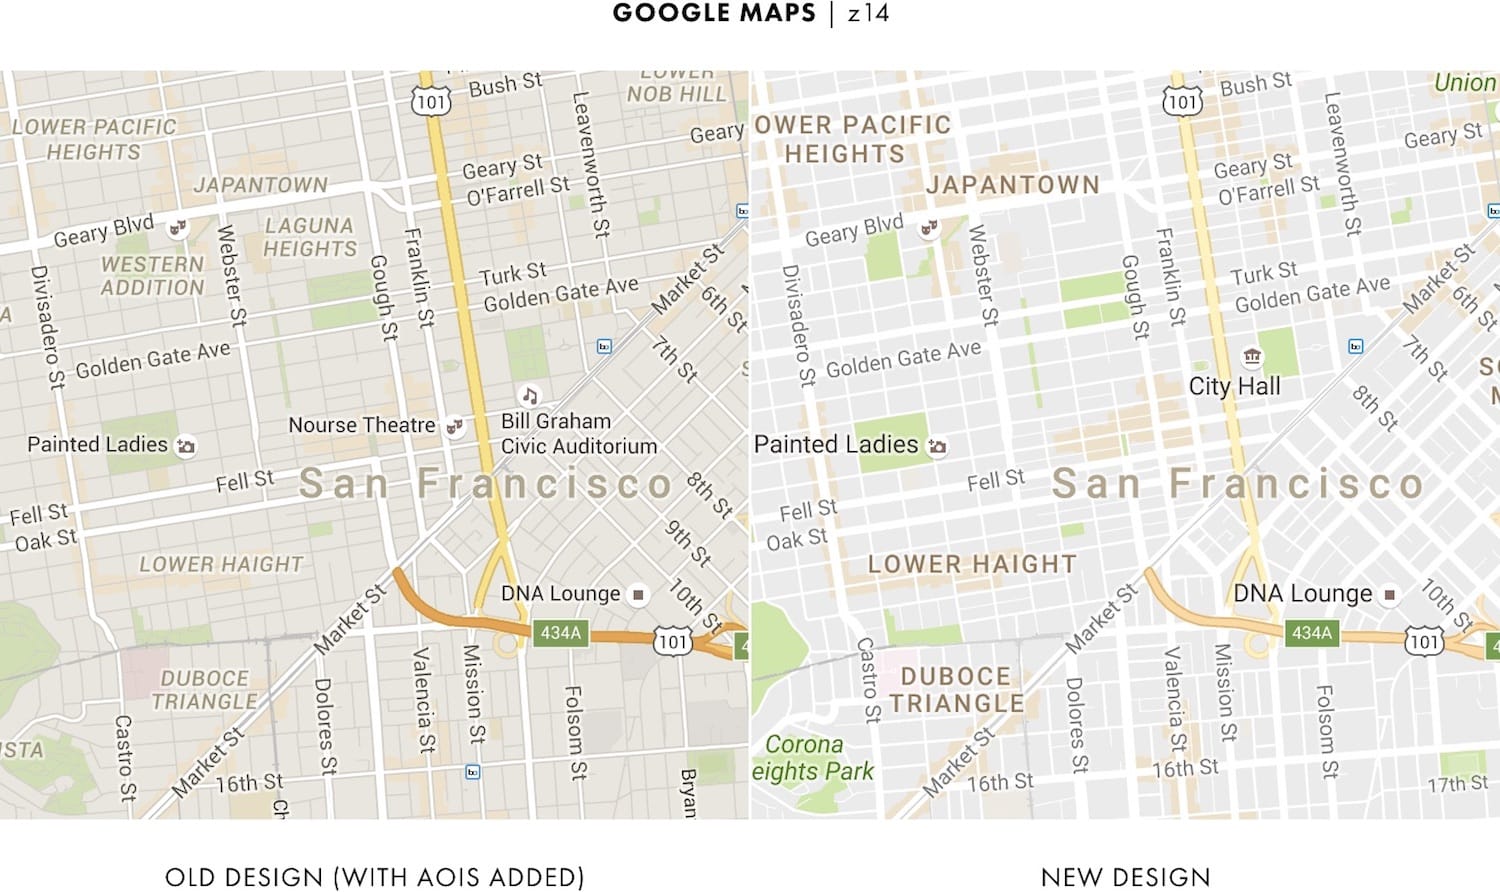 GOOGLE MAPS | z14
Bush St
LOWER
NOB HILL
101
Leavenworth St
LOWER PACIFIC
HEIGHTS
Geary
Geary St
O'Farrell St
JAPANTOWN
Geary Blvd
LAGUNA
HEIGHTS
WESTERN
ADDITION
Webster St
Franklin St
Gough St
Divisadero St
Turk St
Golden Gate Ave
Market St
6th St
7th St
Golden Gate Ave
Nourse Theatre
Bill Graham
Civic Auditorium
Painted Ladies
San Francisco
Fell St
8th St
Fell St
Oak St
9th St
LOWER HAIGHT
DNA Lounge
10th St
434A
101
4
Market St
DUBOCE
TRIANGLE
Valencia St
Mission St
Dolores St
Folsom St
Castro St
Market St
ISTA
16th St
Bryan
Ch
A
S
Union
Bush St
101
Leavenworth St
OWER PACIFIC
HEIGHTS
Geary St
Geary St
O'Farrell St
JAPANTOWN
Geary Blvd
Webster St
Franklin St
Gough St
Divisadero St
Turk St
Golden Gate Ave
Market St
6th St
7th St
Golden Gate Ave
City Hall
SO
M
8th St
Painted Ladies
San Francisco
Fell St
Fell St
Oak St
LOWER HAIGHT
DNA Lounge
10th St
434A
101
4
Market St
Castro St
DUBOCE
TRIANGLE
Valencia St
Mission St
Dolores St
Folsom St
Corona
eights Park
Market St
16th St
16th St
17th St
OLD DESIGN (WITH AOIS ADDED)
NEW DESIGN